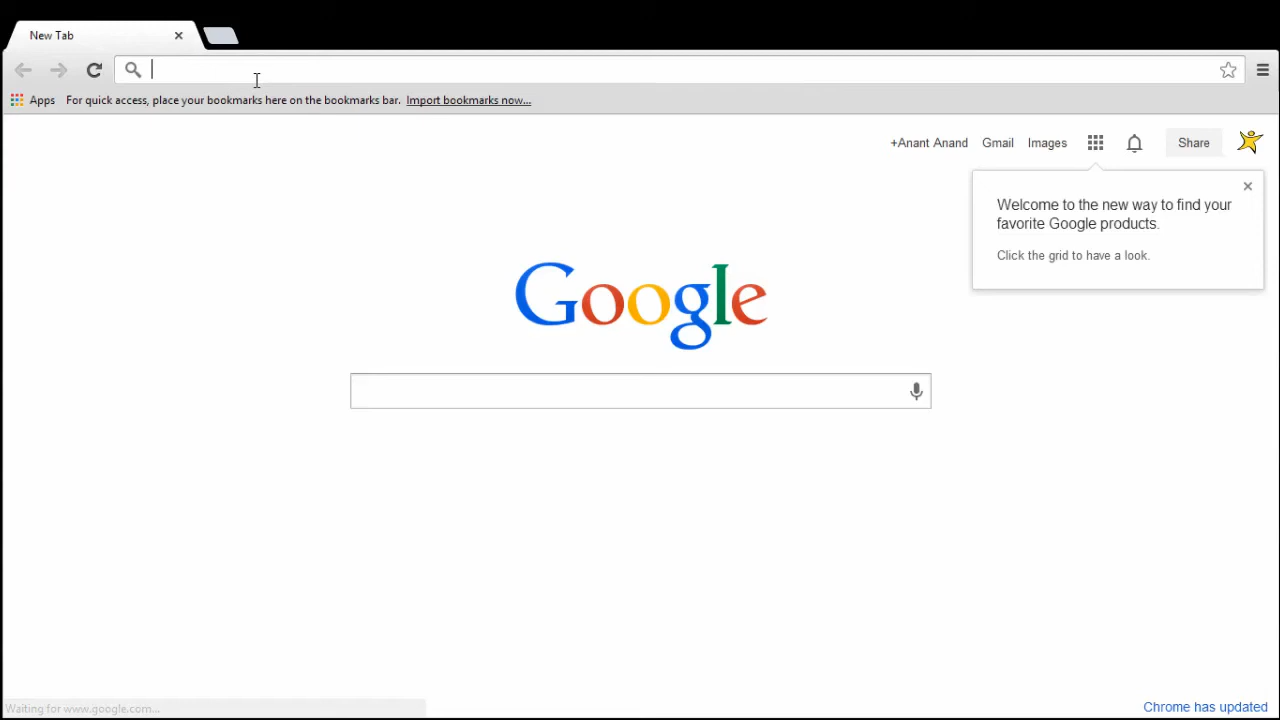 New Tab
Apps For quick access, place your bookmarks here on the bookmarks bar. Import bookmarks now...
+Anant Anand Gmail Images Share
Welcome to the new way to find your
favorite Google products.
Click the grid to have a look.
Google
Waiting for www.google.com...
Chrome has updated